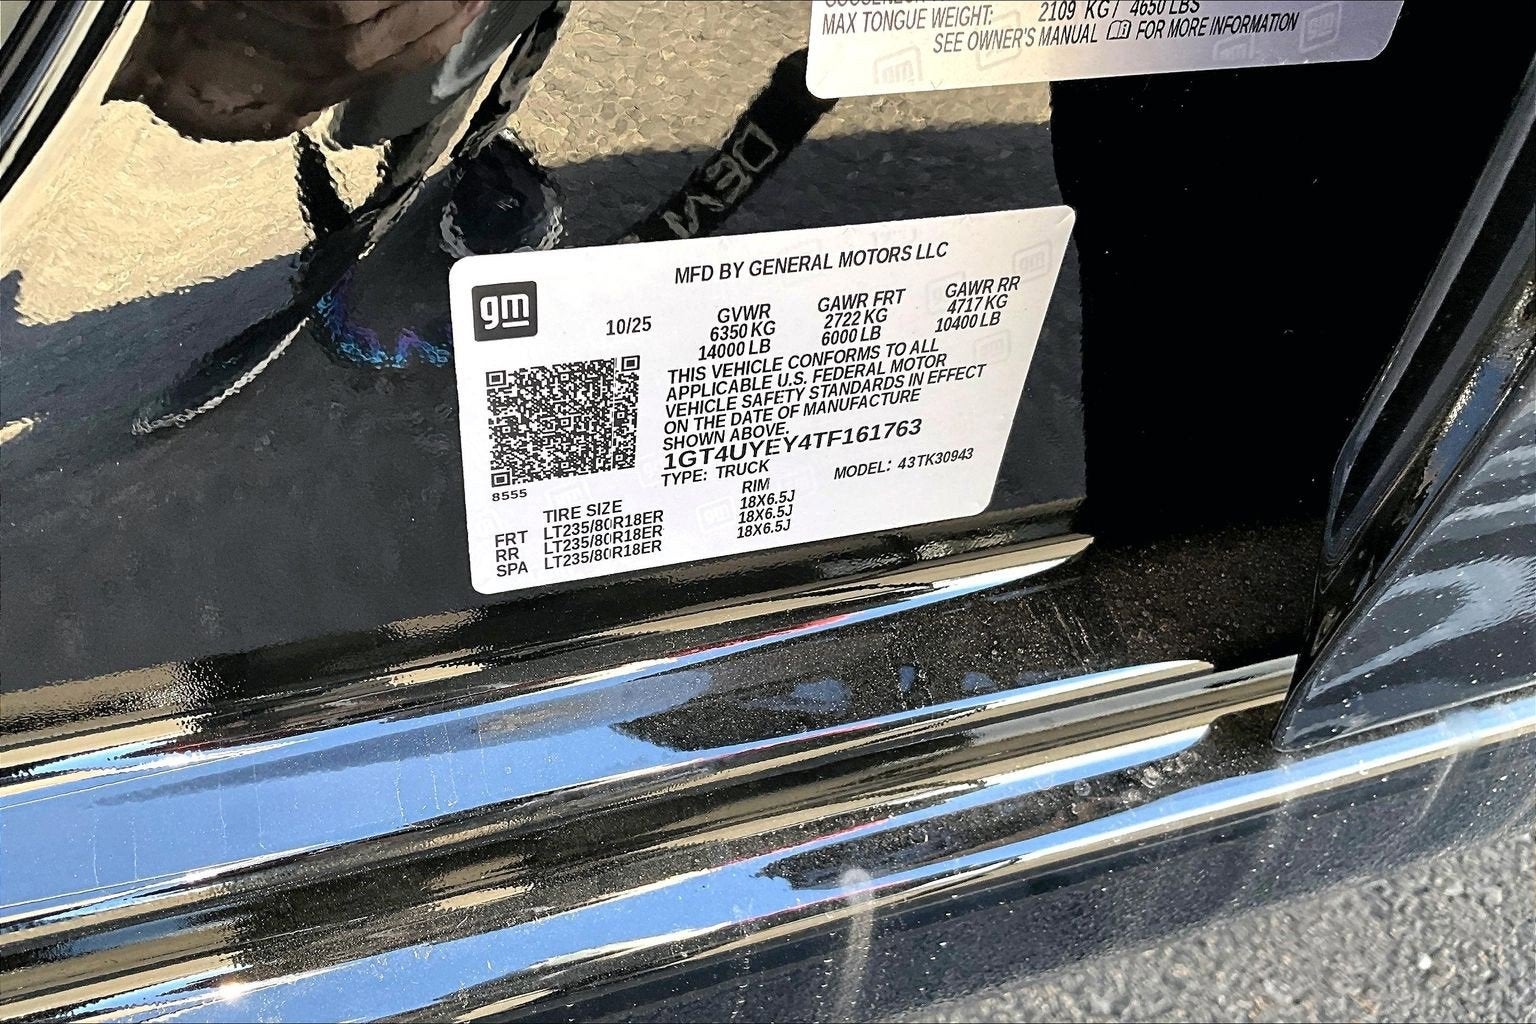 MAX TONGUE WEIGHT: 2109 KG / 4650 LBS
SEE OWNER'S MANUAL FOR MORE INFORMATION
MFD BY GENERAL MOTORS LLC
gm
10/25
GVWR
6350 KG
14000 LB
GAWR FRT
2722 KG
6000 LB
GAWR RR
4717 KG
10400 LB
THIS VEHICLE CONFORMS TO ALL
APPLICABLE U.S. FEDERAL MOTOR
VEHICLE SAFETY STANDARDS IN EFFECT
ON THE DATE OF MANUFACTURE
SHOWN ABOVE.
1GT4UYEY4TF161763
TYPE: TRUCK MODEL: 43TK30943
8555
TIRE SIZE RIM
FRT LT235/80R18ER 18X6.5J
RR LT235/80R18ER 18X6.5J
SPA LT235/80R18ER 18X6.5J